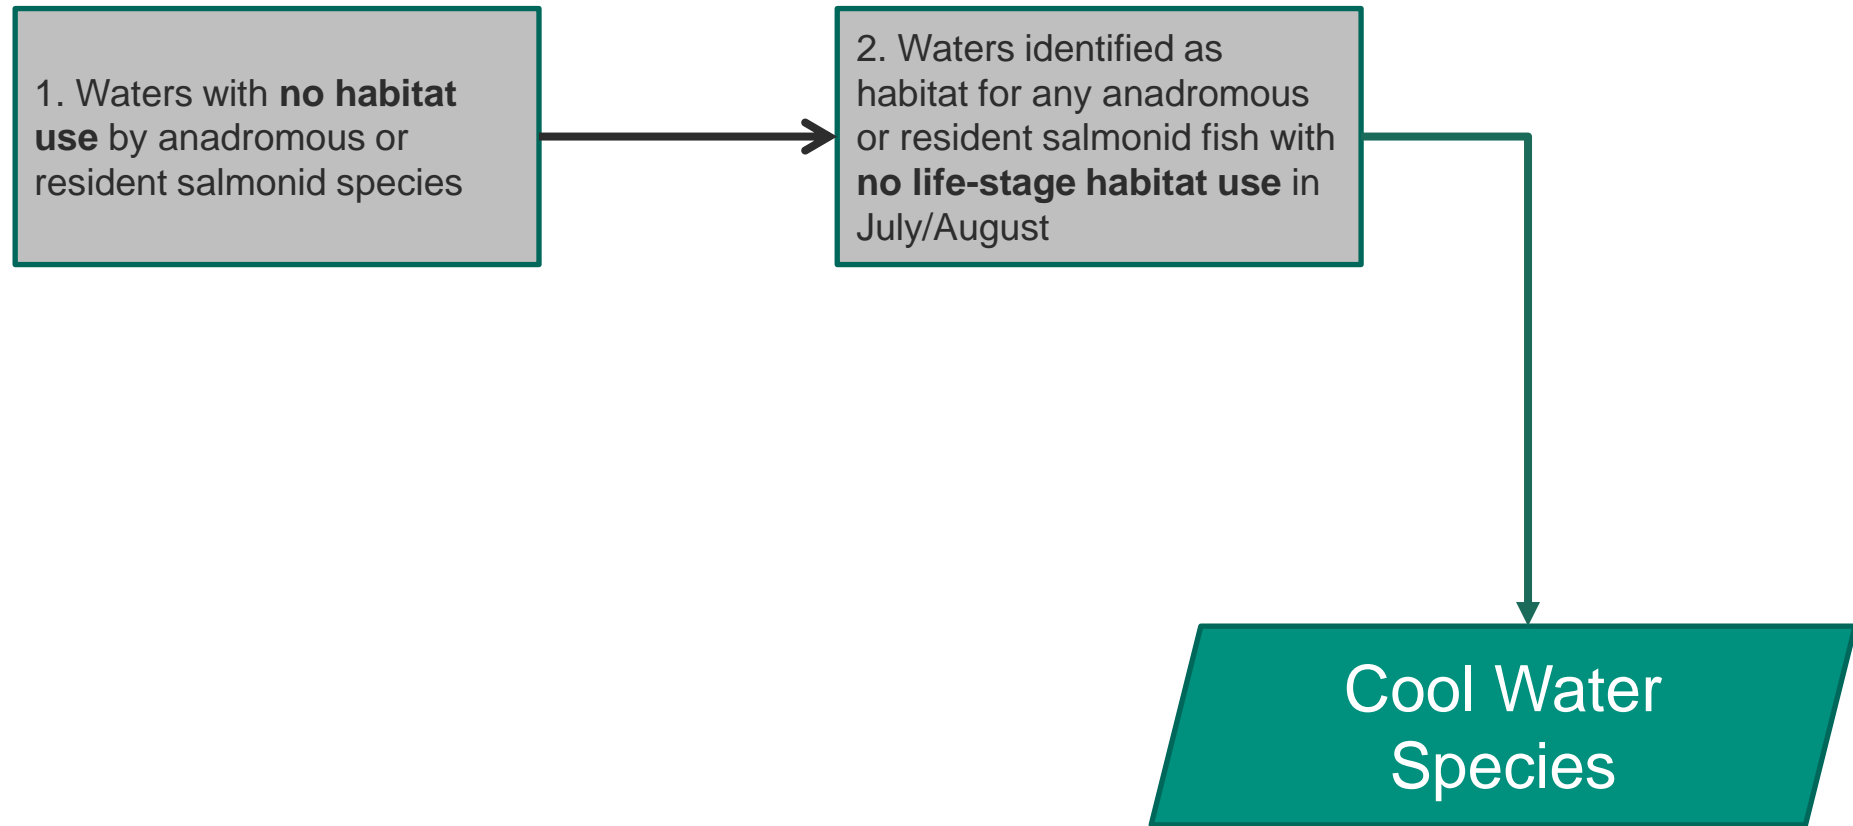 1. Waters with no habitat
use by anadromous or
resident salmonid species
2. Waters identified as
habitat for any anadromous
or resident salmonid fish with
no life-stage habitat use in
July/August
Cool Water
Species